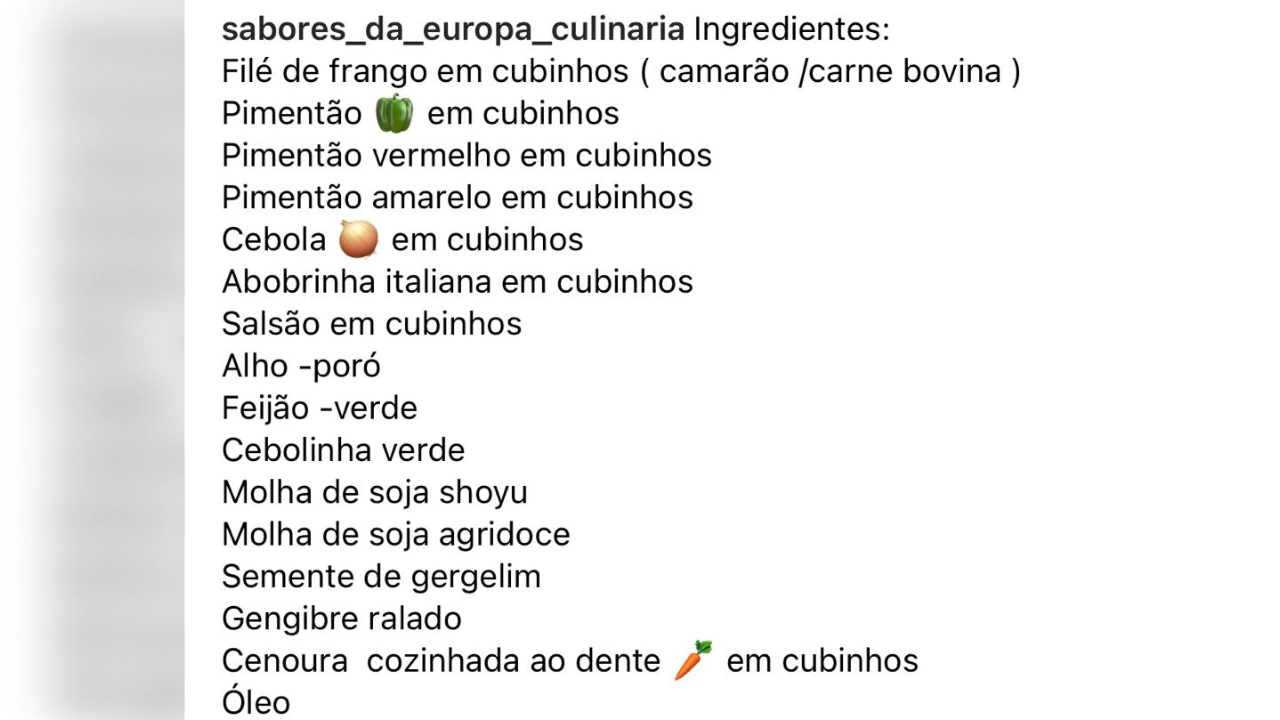 sabores_da_europa_culinaria Ingredientes:
Filé de frango em cubinhos ( camarão /carne bovina )
Pimentão 🫑 em cubinhos
Pimentão vermelho em cubinhos
Pimentão amarelo em cubinhos
Cebola 🧅 em cubinhos
Abobrinha italiana em cubinhos
Salsão em cubinhos
Alho -poró
Feijão -verde
Cebolinha verde
Molha de soja shoyu
Molha de soja agridoce
Semente de gergelim
Gengibre ralado
Cenoura  cozinhada ao dente 🥕 em cubinhos
Óleo